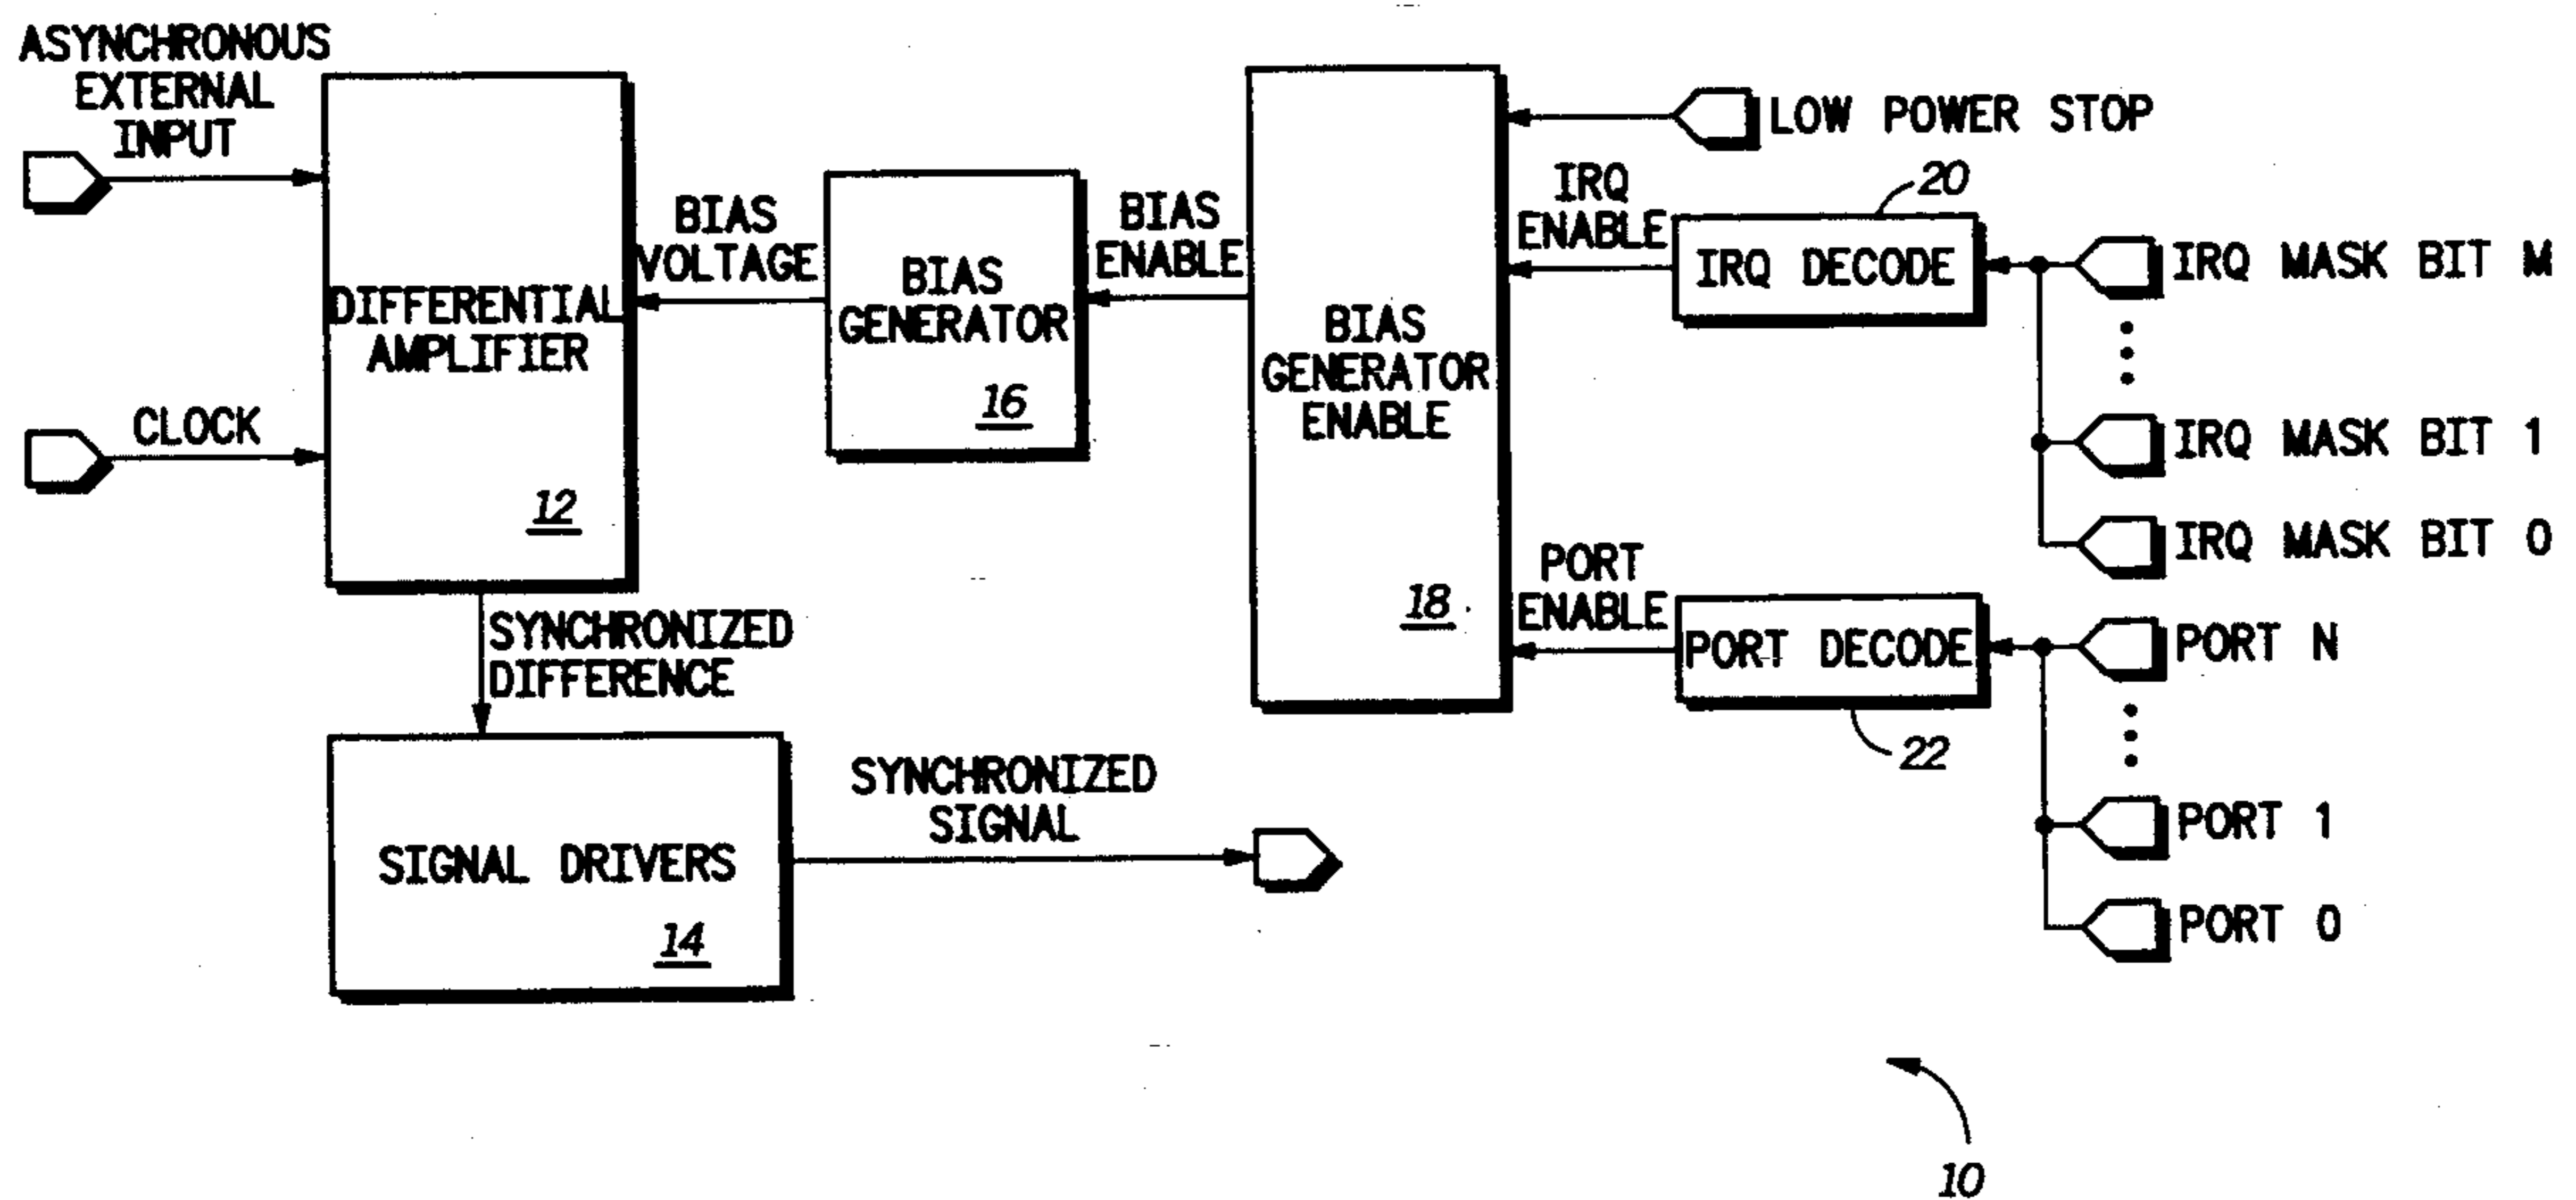 ASYNCHRONOUS
EXTERNAL
INPUT
CLOCK
DIFFERENTIAL
AMPLIFIER
12
BIAS
VOLTAGE
BIAS
GENERATOR
16
BIAS
ENABLE
BIAS
GENERATOR
ENABLE
18
LOW POWER STOP
IRQ
ENABLE
20
IRQ DECODE
IRQ MASK BIT M
IRQ MASK BIT 1
IRQ MASK BIT 0
PORT
ENABLE
PORT DECODE
22
PORT N
PORT 1
PORT 0
SYNCHRONIZED
DIFFERENCE
SIGNAL DRIVERS
14
SYNCHRONIZED
SIGNAL
10